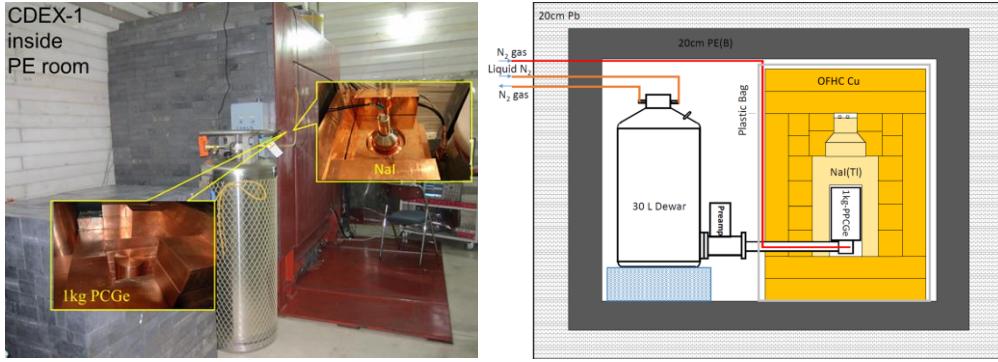 CDEX-1
inside
PE room
NaI
1kg PCGe
20cm Pb
20cm PE(B)
N₂ gas
Liquid N₂
N₂ gas
Plastic Bag
OFHC Cu
NaI(Tl)
1kg-PPCGe
30 L Dewar
Preamp